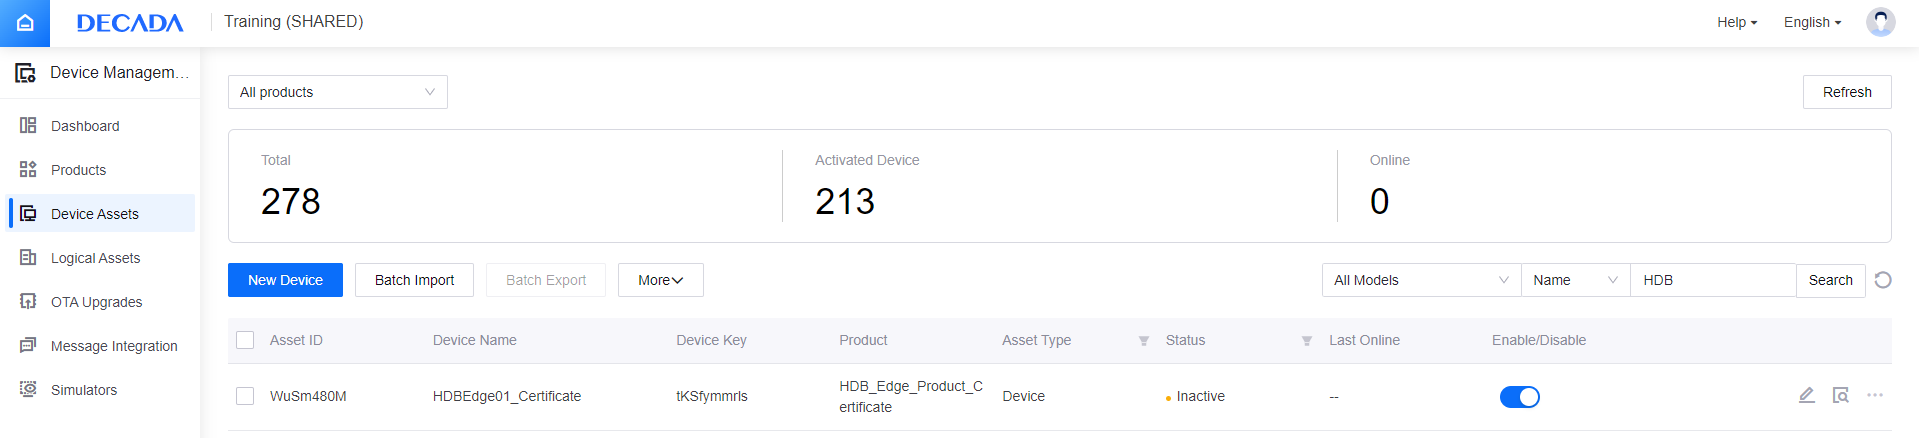 DECADA
Training (SHARED)
Help
English
Device Managem...
Dashboard
Products
Device Assets
Logical Assets
OTA Upgrades
Message Integration
Simulators
All products
Refresh
Total
278
Activated Device
213
Online
0
New Device
Batch Import
Batch Export
More
All Models
Name
HDB
Search
Asset ID
Device Name
Device Key
Product
Asset Type
Status
Last Online
Enable/Disable
WuSm480M
HDBEdge01_Certificate
tKSfymmrls
HDB_Edge_Product_C
ertificate
Device
Inactive
--